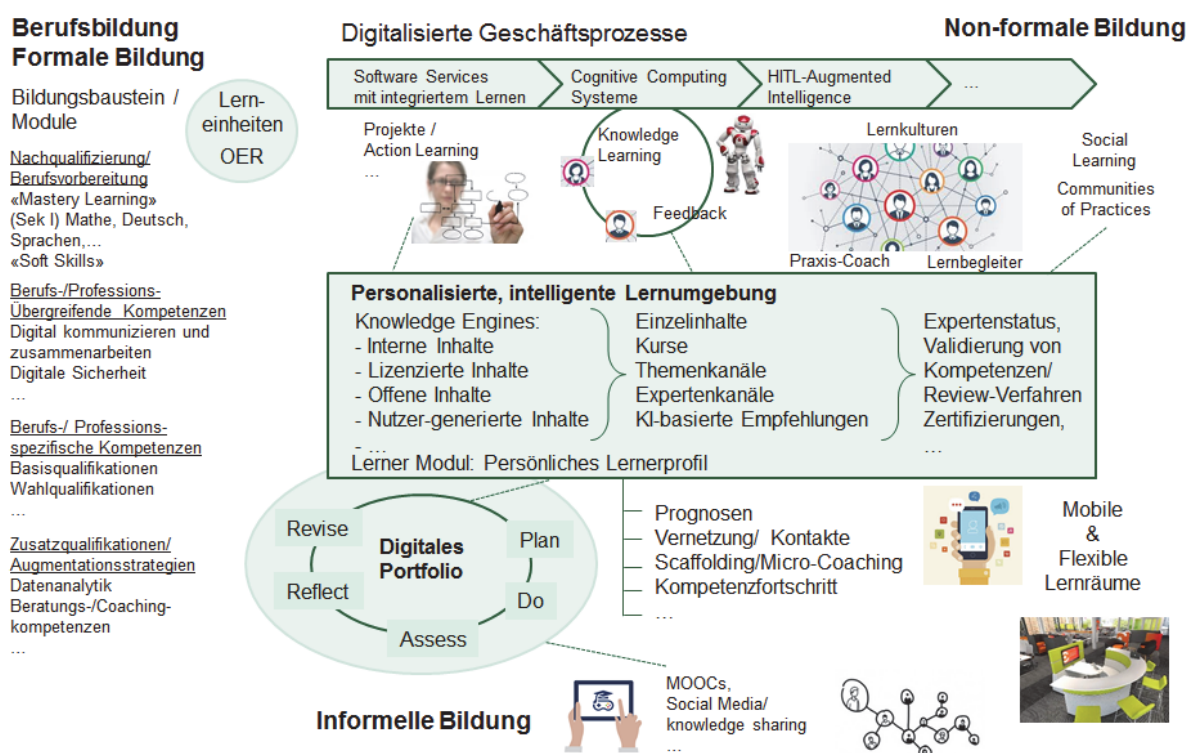 Berufsbildung
Formale Bildung
Bildungsbaustein /
Module
Lern-
einheiten
OER
Nachqualifizierung/
Berufsvorbereitung
«Mastery Learning»
(Sek I) Mathe, Deutsch,
Sprachen,...
«Soft Skills»
Berufs-/Professions-
Übergreifende Kompetenzen
Digital kommunizieren und
zusammenarbeiten
Digitale Sicherheit
...
Berufs-/ Professions-
spezifische Kompetenzen
Basisqualifikationen
Wahlqualifikationen
...
Zusatzqualifikationen/
Augmentationsstrategien
Datenanalytik
Beratungs-/Coaching-
kompetenzen
...
Digitalisierte Geschäftsprozesse
Non-formale Bildung
Software Services
mit integriertem Lernen
Cognitive Computing
Systeme
HITL-Augmented
Intelligence
...
Projekte /
Action Learning
...
Knowledge
Learning
Feedback
Lernkulturen
Praxis-Coach
Lernbegleiter
Social
Learning
Communities
of Practices
Personalisierte, intelligente Lernumgebung
Knowledge Engines:
- Interne Inhalte
- Lizenzierte Inhalte
- Offene Inhalte
- Nutzer-generierte Inhalte
- ...
Einzelinhalte
Kurse
Themenkanäle
Expertenkanäle
KI-basierte Empfehlungen
Expertenstatus,
Validierung von
Kompetenzen/
Review-Verfahren
Zertifizierungen,
...
Lerner Modul: Persönliches Lernerprofil
Digitales
Portfolio
Revise
Plan
Reflect
Do
Assess
Prognosen
Vernetzung/ Kontakte
Scaffolding/Micro-Coaching
Kompetenzfortschritt
...
Mobile
&
Flexible
Lernräume
Informelle Bildung
MOOCs,
Social Media/
knowledge sharing
...